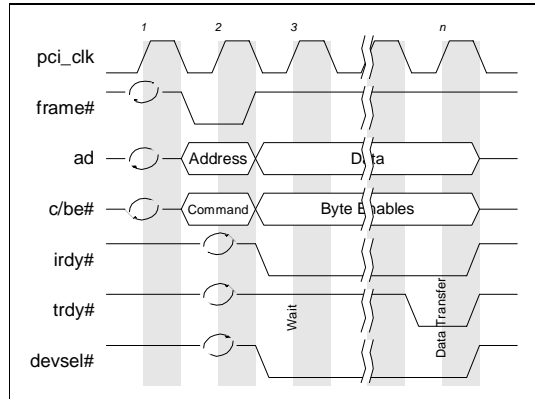 1 2 3 n
pci_clk
frame#
ad Address Data
c/be# Command Byte Enables
irdy#
trdy# Wait Data Transfer
devsel#